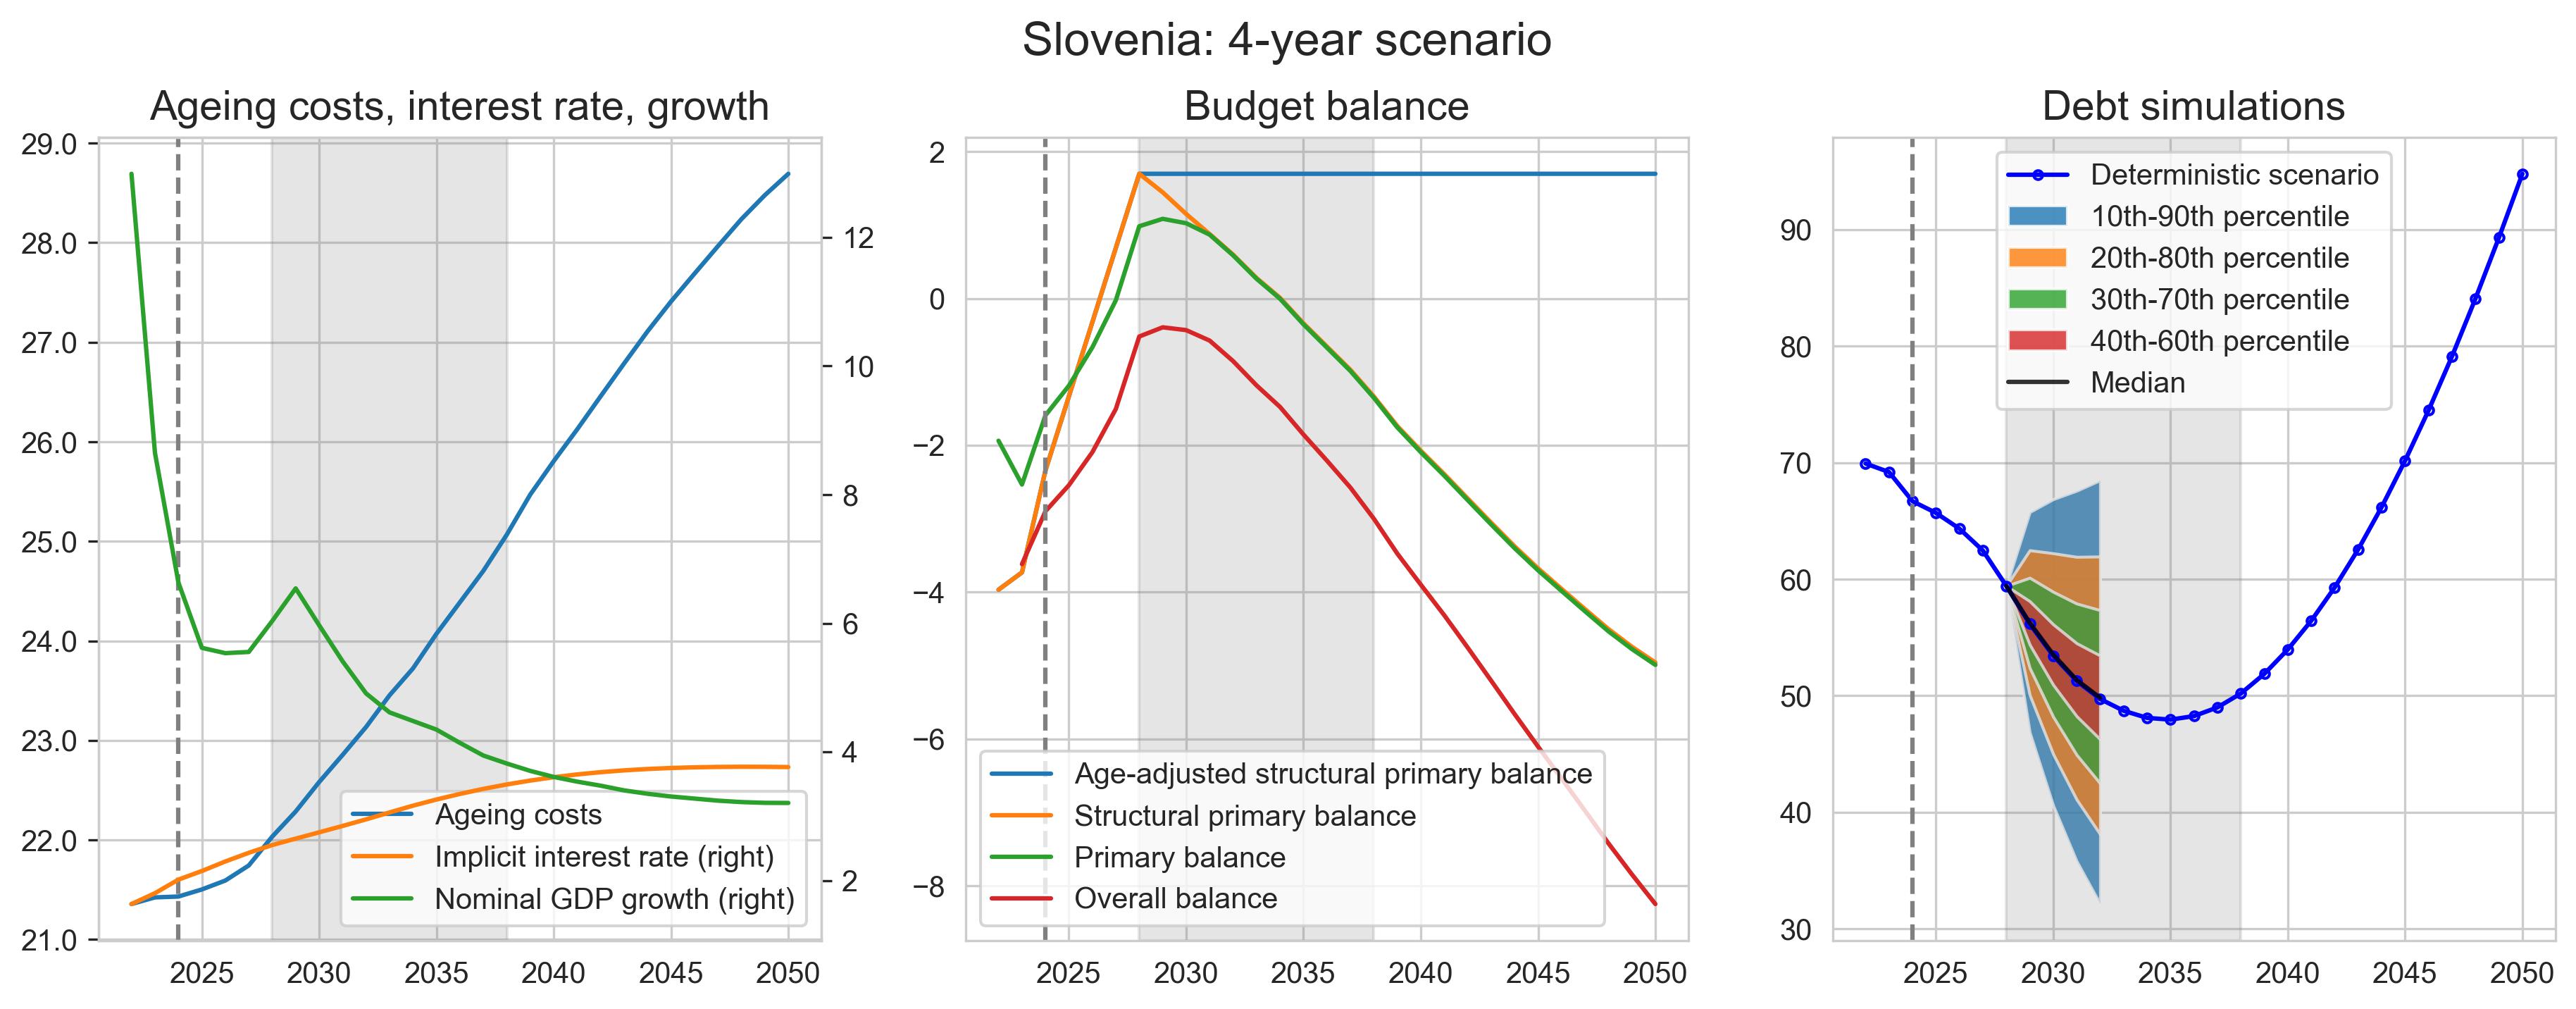 Slovenia: 4-year scenario
Ageing costs, interest rate, growth
29.0
28.0
27.0
26.0
25.0
24.0
23.0
22.0
21.0
12
10
8
6
4
2
Ageing costs
Implicit interest rate (right)
Nominal GDP growth (right)
2025 2030 2035 2040 2045 2050
Budget balance
2
0
−2
−4
−6
−8
Age-adjusted structural primary balance
Structural primary balance
Primary balance
Overall balance
2025 2030 2035 2040 2045 2050
Debt simulations
90
80
70
60
50
40
30
Deterministic scenario
10th-90th percentile
20th-80th percentile
30th-70th percentile
40th-60th percentile
Median
2025 2030 2035 2040 2045 2050